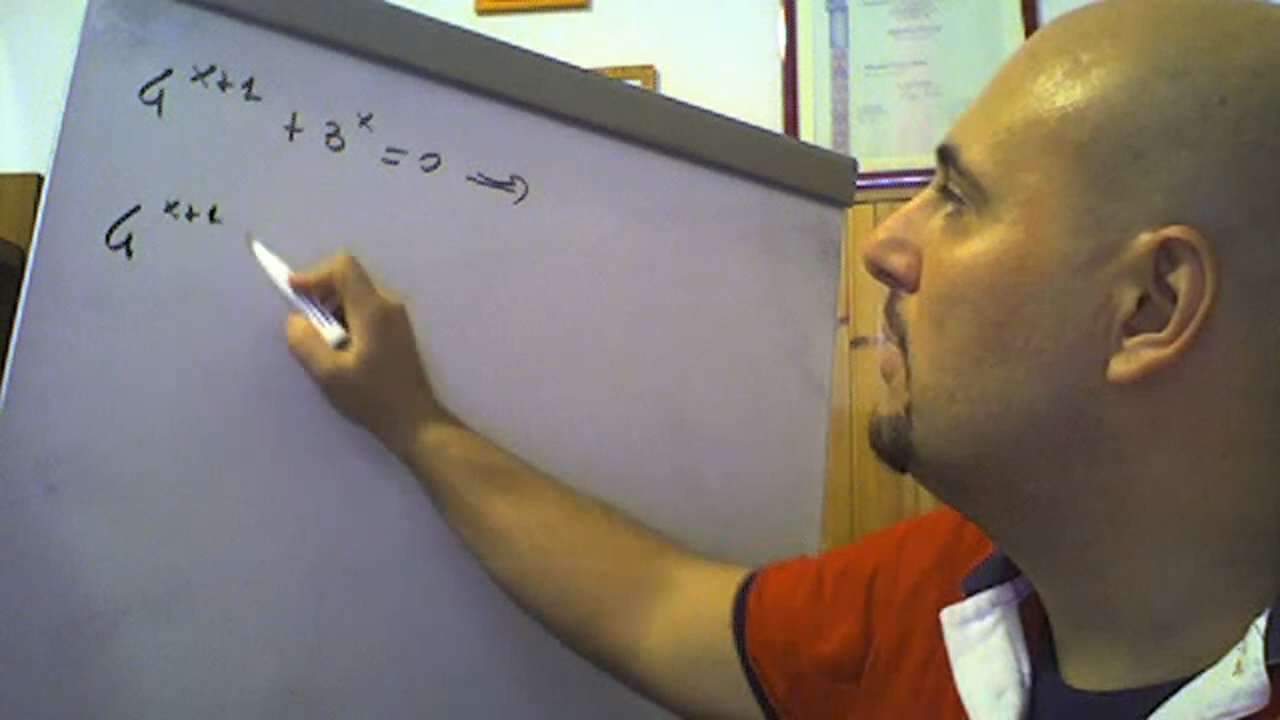 4^{x+1} + 3^x = 0 ⇒
4^{x+1}